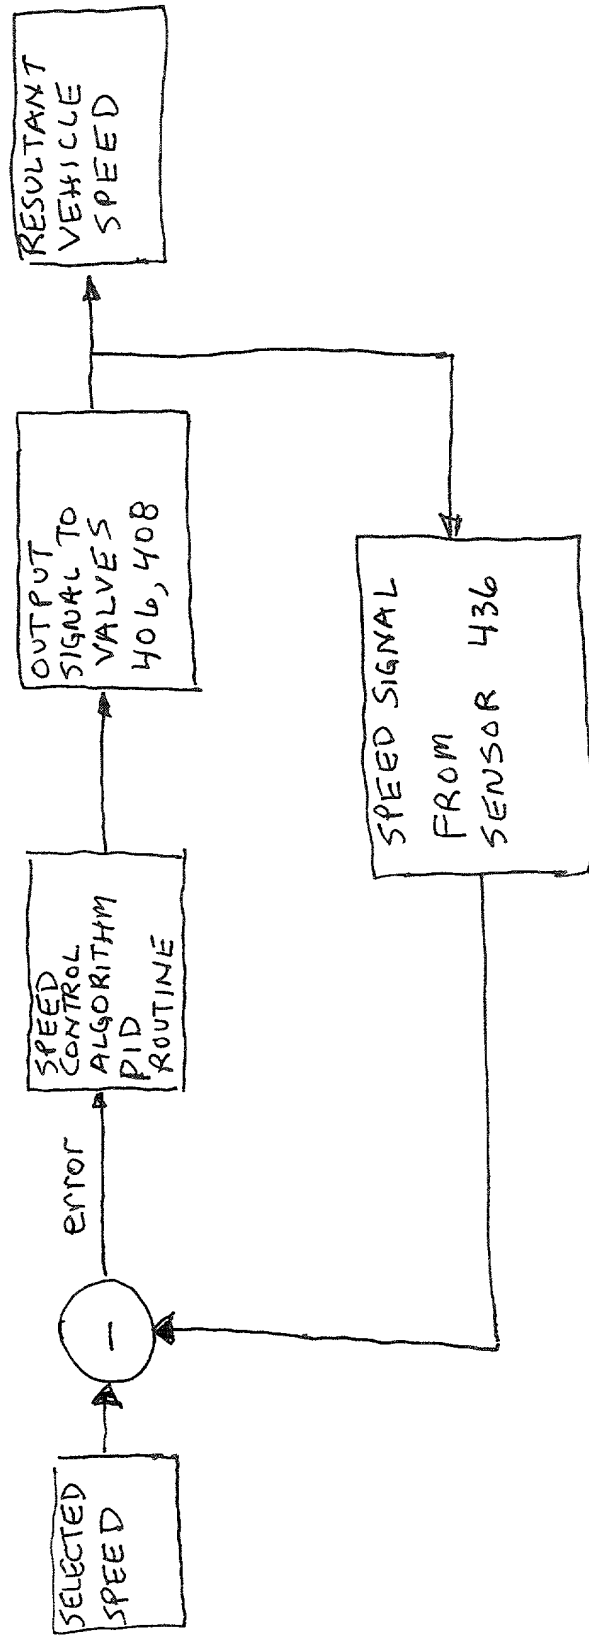 SELECTED
SPEED
—
error
SPEED
CONTROL
ALGORITHM
PID
ROUTINE
OUTPUT
SIGNAL TO
VALVES
406, 408
RESULTANT
VEHICLE
SPEED
SPEED SIGNAL
FROM
SENSOR 436